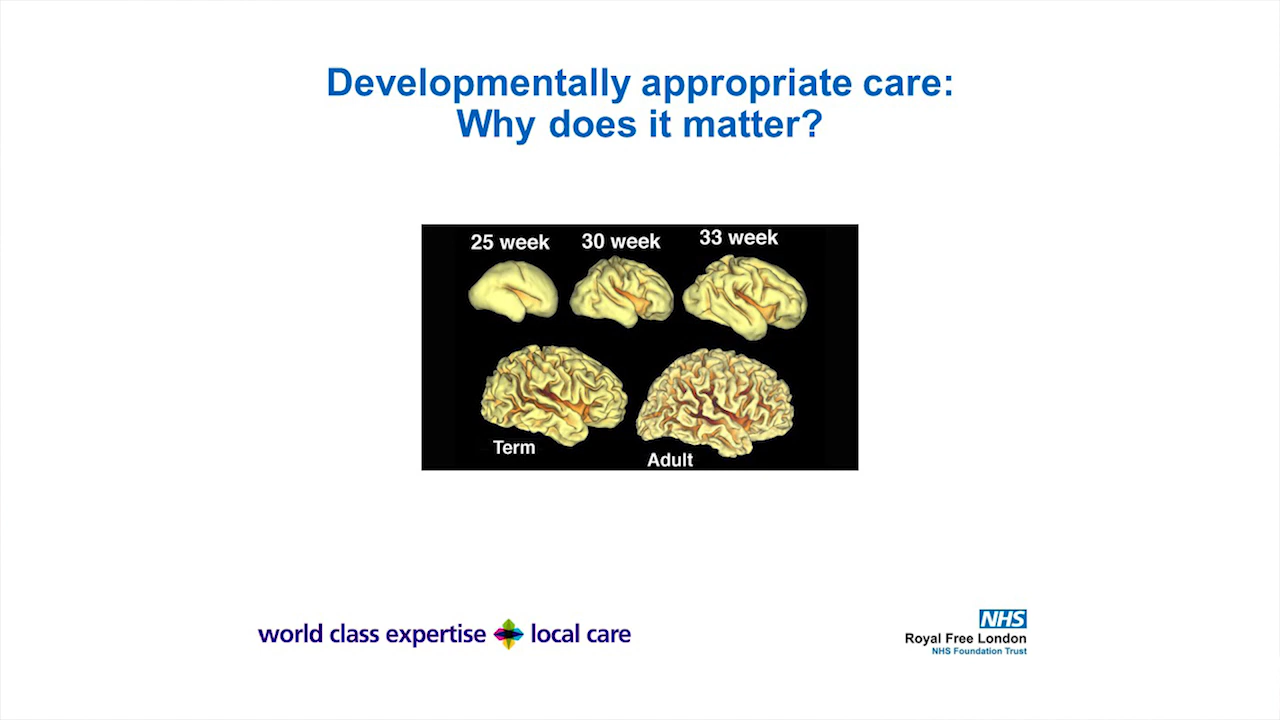 Developmentally appropriate care:
Why does it matter?
25 week
30 week
33 week
Term
Adult
world class expertise local care
NHS
Royal Free London
NHS Foundation Trust